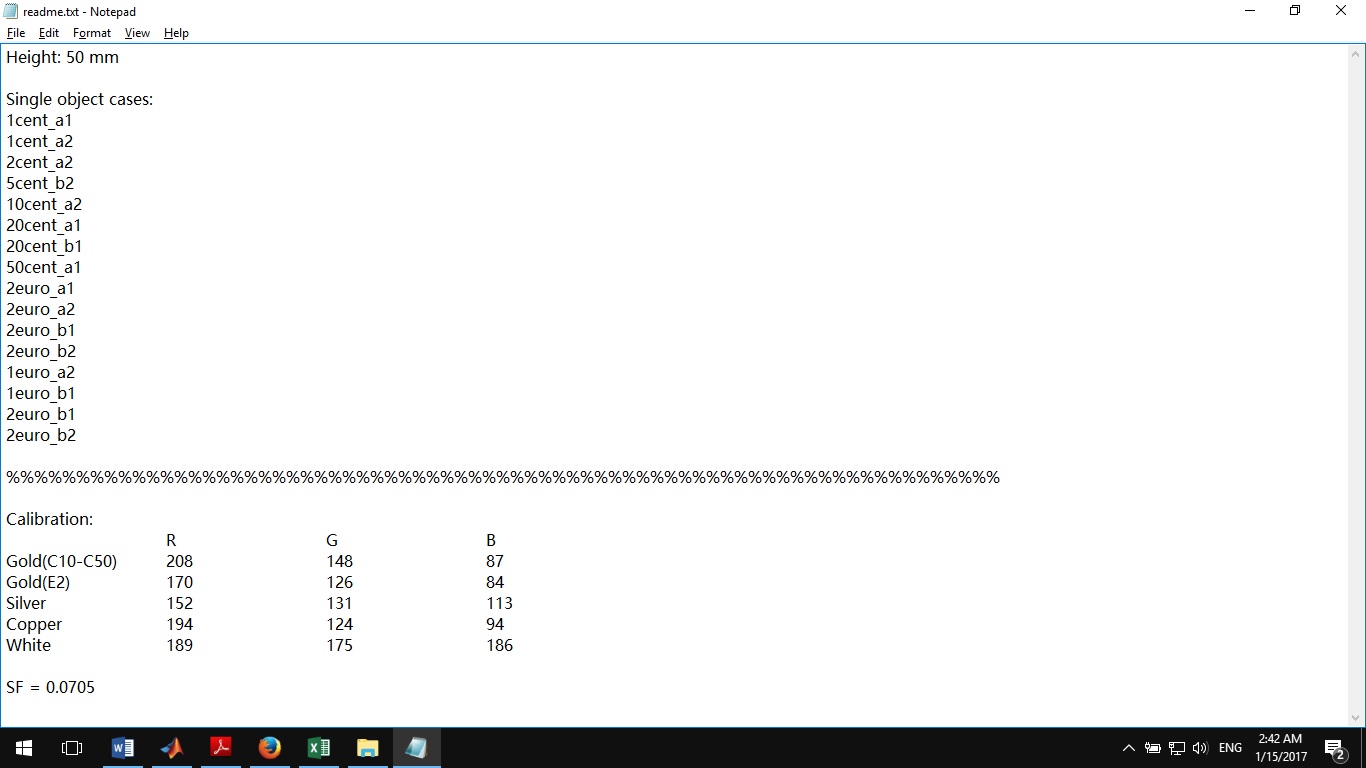 readme.txt - Notepad
File Edit Format View Help
Height: 50 mm
Single object cases:
1cent_a1
1cent_a2
2cent_a2
5cent_b2
10cent_a2
20cent_a1
20cent_b1
50cent_a1
2euro_a1
2euro_a2
2euro_b1
2euro_b2
1euro_a2
1euro_b1
2euro_b1
2euro_b2
%%%%%%%%%%%%%%%%%%%%%%%%%%%%%%%%%%%%%%%%%%%%%%%%%%%%%%%%%%%%%%%%%%%%%%%
Calibration:
R G B
Gold(C10-C50) 208 148 87
Gold(E2) 170 126 84
Silver 152 131 113
Copper 194 124 94
White 189 175 186
SF = 0.0705
ENG
2:42 AM
1/15/2017
2